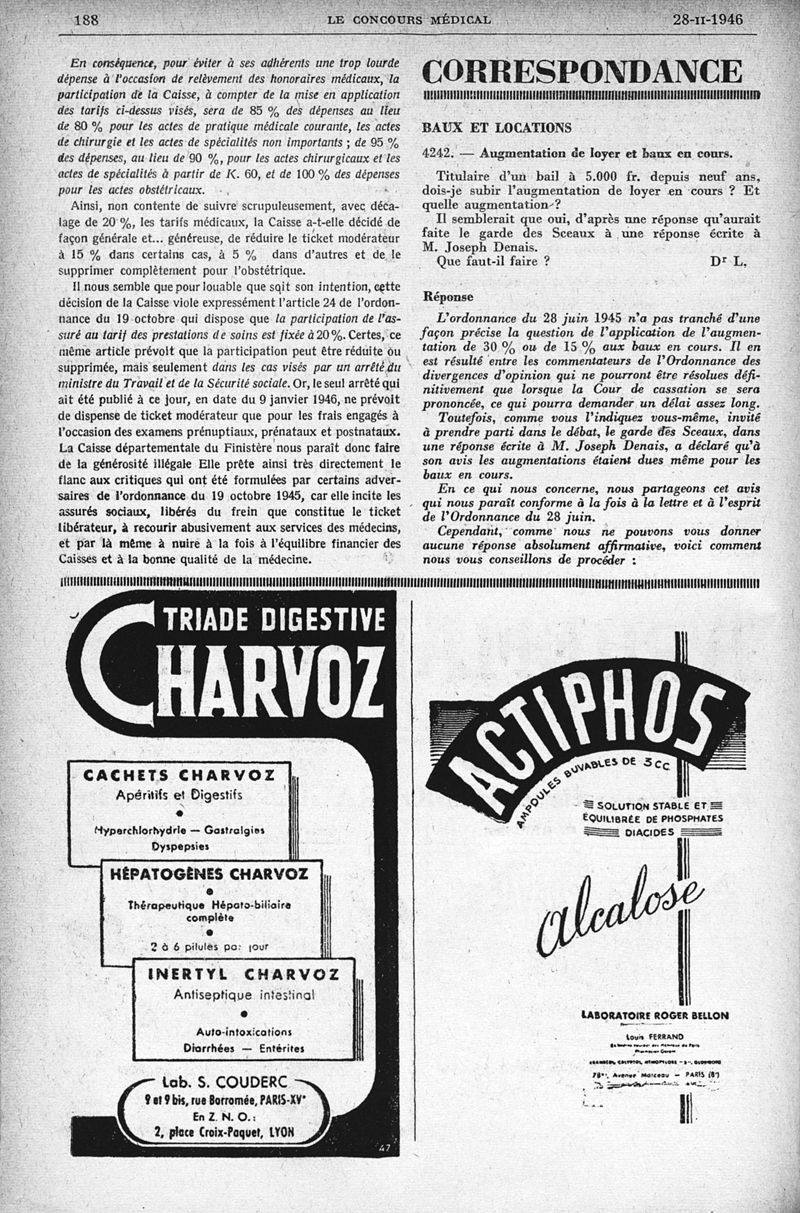 188
LE CONCOURS MÉDICAL
28-II-1946
En conséquence, pour éviter à ses adhérents une trop lourde
dépense à l'occasion de relèvement des honoraires médicaux, la
participation de la Caisse, à compter de la mise en application
des tarifs ci-dessus visés, sera de 85 % des dépenses au lieu
de 80 % pour les actes de pratique médicale courante, les actes
de chirurgie et les actes de spécialités non importants ; de 95 %
des dépenses, au lieu de 90 %, pour les actes chirurgicaux et les
actes de spécialités à partir de K. 60, et de 100 % des dépenses
pour les actes obstétricaux.
Ainsi, non contente de suivre scrupuleusement, avec déca-
lage de 20 %, les tarifs médicaux, la Caisse a-t-elle décidé de
façon générale et... généreuse, de réduire le ticket modérateur
à 15 % dans certains cas, à 5 % dans d'autres et de le
supprimer complètement pour l'obstétrique.
Il nous semble que pour louable que soit son intention, cette
décision de la Caisse viole expressément l'article 24 de l'ordon-
nance du 19 octobre qui dispose que la participation de l'as-
suré au tarif des prestations de soins est fixée à 20 %. Certes, ce
même article prévoit que la participation peut être réduite ou
supprimée, mais seulement dans les cas visés par un arrêté du
ministre du Travail et de la Sécurité sociale. Or, le seul arrêté qui
ait été publié à ce jour, en date du 9 janvier 1946, ne prévoit
de dispense de ticket modérateur que pour les frais engagés à
l'occasion des examens prénuptiaux, prénataux et postnataux.
La Caisse départementale du Finistère nous paraît donc faire
de la générosité illégale Elle prête ainsi très directement le
flanc aux critiques qui ont été formulées par certains adver-
saires de l'ordonnance du 19 octobre 1945, car elle incite les
assurés sociaux, libérés du frein que constitue le ticket
libérateur, à recourir abusivement aux services des médecins,
et par là même à nuire à la fois à l'équilibre financier des
Caisses et à la bonne qualité de la médecine.
CORRESPONDANCE
BAUX ET LOCATIONS
4242. — Augmentation de loyer et baux en cours.
Titulaire d'un bail à 5.000 fr. depuis neuf ans,
dois-je subir l'augmentation de loyer en cours ? Et
quelle augmentation ?
Il semblerait que oui, d'après une réponse qu'aurait
faite le garde des Sceaux à une réponse écrite à
M. Joseph Denais.
Que faut-il faire ? Dr L.
Réponse
L'ordonnance du 28 juin 1945 n'a pas tranché d'une
façon précise la question de l'application de l'augmen-
tation de 30 % ou de 15 % aux baux en cours. Il en
est résulté entre les commentateurs de l'Ordonnance des
divergences d'opinion qui ne pourront être résolues défi-
nitivement que lorsque la Cour de cassation se sera
prononcée, ce qui pourra demander un délai assez long.
Toutefois, comme vous l'indiquez vous-même, invité
à prendre parti dans le débat, le garde des Sceaux, dans
une réponse écrite à M. Joseph Denais, a déclaré qu'à
son avis les augmentations étaient dues même pour les
baux en cours.
En ce qui nous concerne, nous partageons cet avis
qui nous paraît conforme à la fois à la lettre et à l'esprit
de l'Ordonnance du 28 juin.
Cependant, comme nous ne pouvons vous donner
aucune réponse absolument affirmative, voici comment
nous vous conseillons de procéder :
TRIADE DIGESTIVE
CHARVOZ
CACHETS CHARVOZ
Apéritifs et Digestifs
Hyperchlorhydrie — Gastralgies
Dyspepsies
HÉPATOGÈNES CHARVOZ
Thérapeutique Hépato-biliaire
complète
2 à 6 pilules par jour
INERTYL CHARVOZ
Antiseptique intestinal
Auto-intoxications
Diarrhées — Entérites
Lab. S. COUDERC
9 et 9 bis, rue Borromée, PARIS-XVe
En Z. N. O. :
2, place Croix-Paquet, LYON
47
ACTIPHOS
AMPOULES BUVABLES DE 5 CC
SOLUTION STABLE ET
ÉQUILIBRÉE DE PHOSPHATES
DIACIDES
alcalose
LABORATOIRE ROGER BELLON
Louis FERRAND
Pharmacien Gérant
78bis, Avenue Marceau — PARIS (8e)